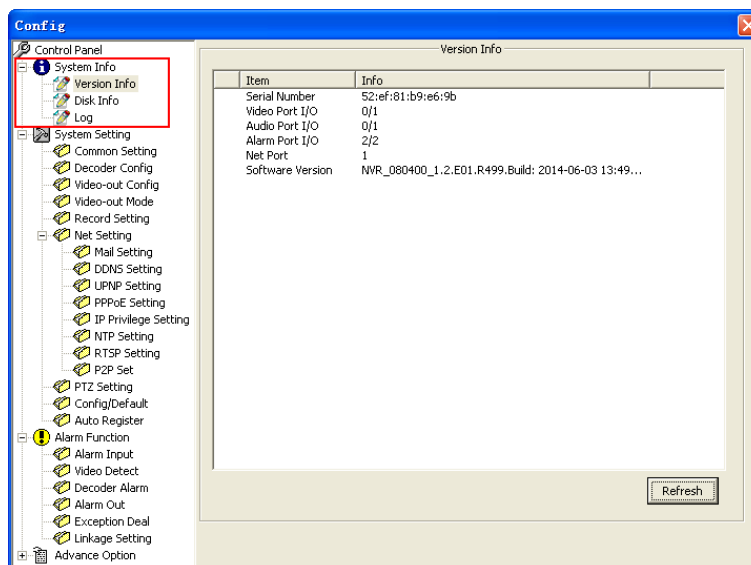 Config
Control Panel
System Info
Version Info
Disk Info
Log
System Setting
Common Setting
Decoder Config
Video-out Config
Video-out Mode
Record Setting
Net Setting
Mail Setting
DDNS Setting
UPNP Setting
PPPoE Setting
IP Privilege Setting
NTP Setting
RTSP Setting
P2P Set
PTZ Setting
Config/Default
Auto Register
Alarm Function
Alarm Input
Video Detect
Decoder Alarm
Alarm Out
Exception Deal
Linkage Setting
Advance Option
Version Info
Item Info
Serial Number 52:ef:81:b9:e6:9b
Video Port I/O 0/1
Audio Port I/O 0/1
Alarm Port I/O 2/2
Net Port 1
Software Version NVR_080400_1.2.E01.R499.Build: 2014-06-03 13:49...
Refresh